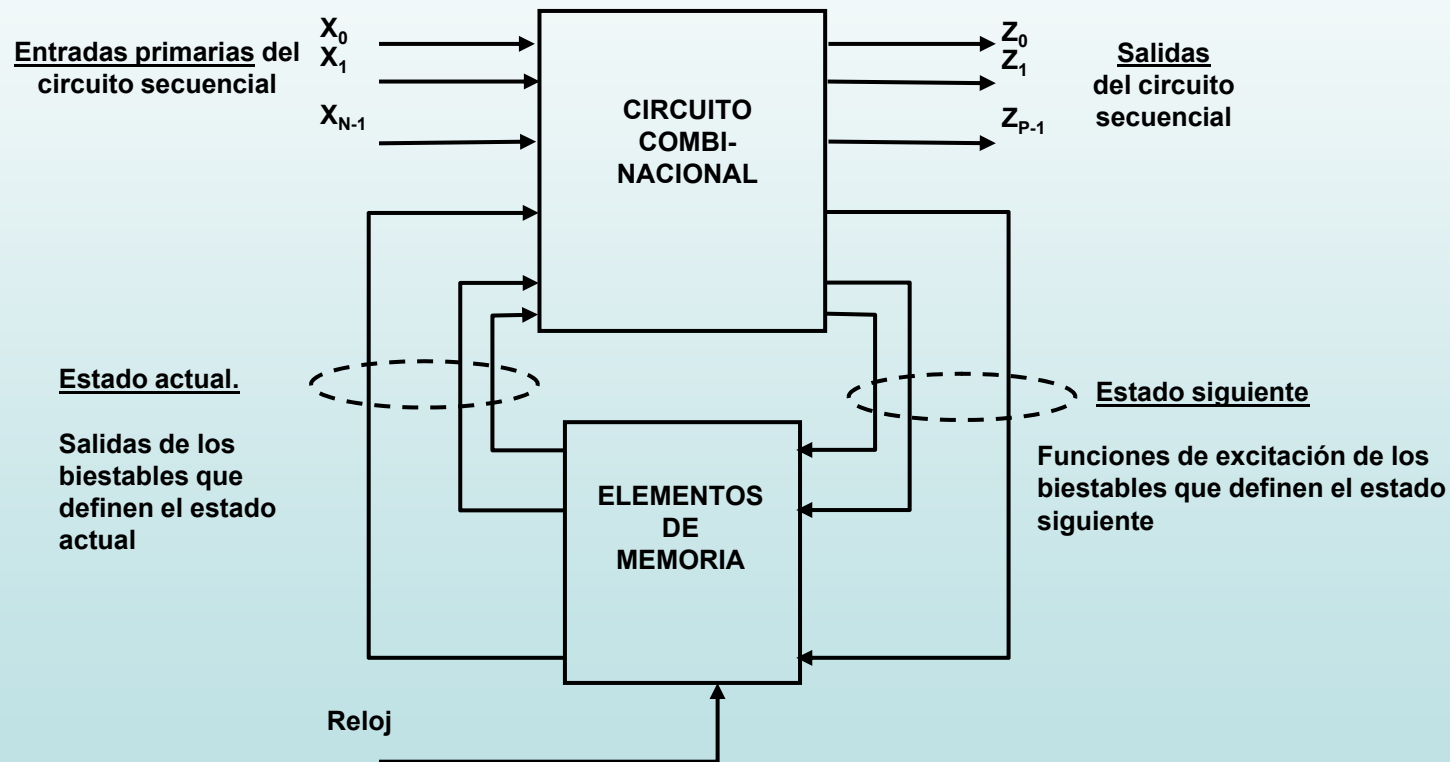 Entradas primarias del
circuito secuencial
X0
X1
XN-1
CIRCUITO
COMBI-
NACIONAL
Z0
Z1
ZP-1
Salidas
del circuito
secuencial
Estado actual.
Salidas de los
biestables que
definen el estado
actual
ELEMENTOS
DE
MEMORIA
Estado siguiente
Funciones de excitación de los
biestables que definen el estado
siguiente
Reloj